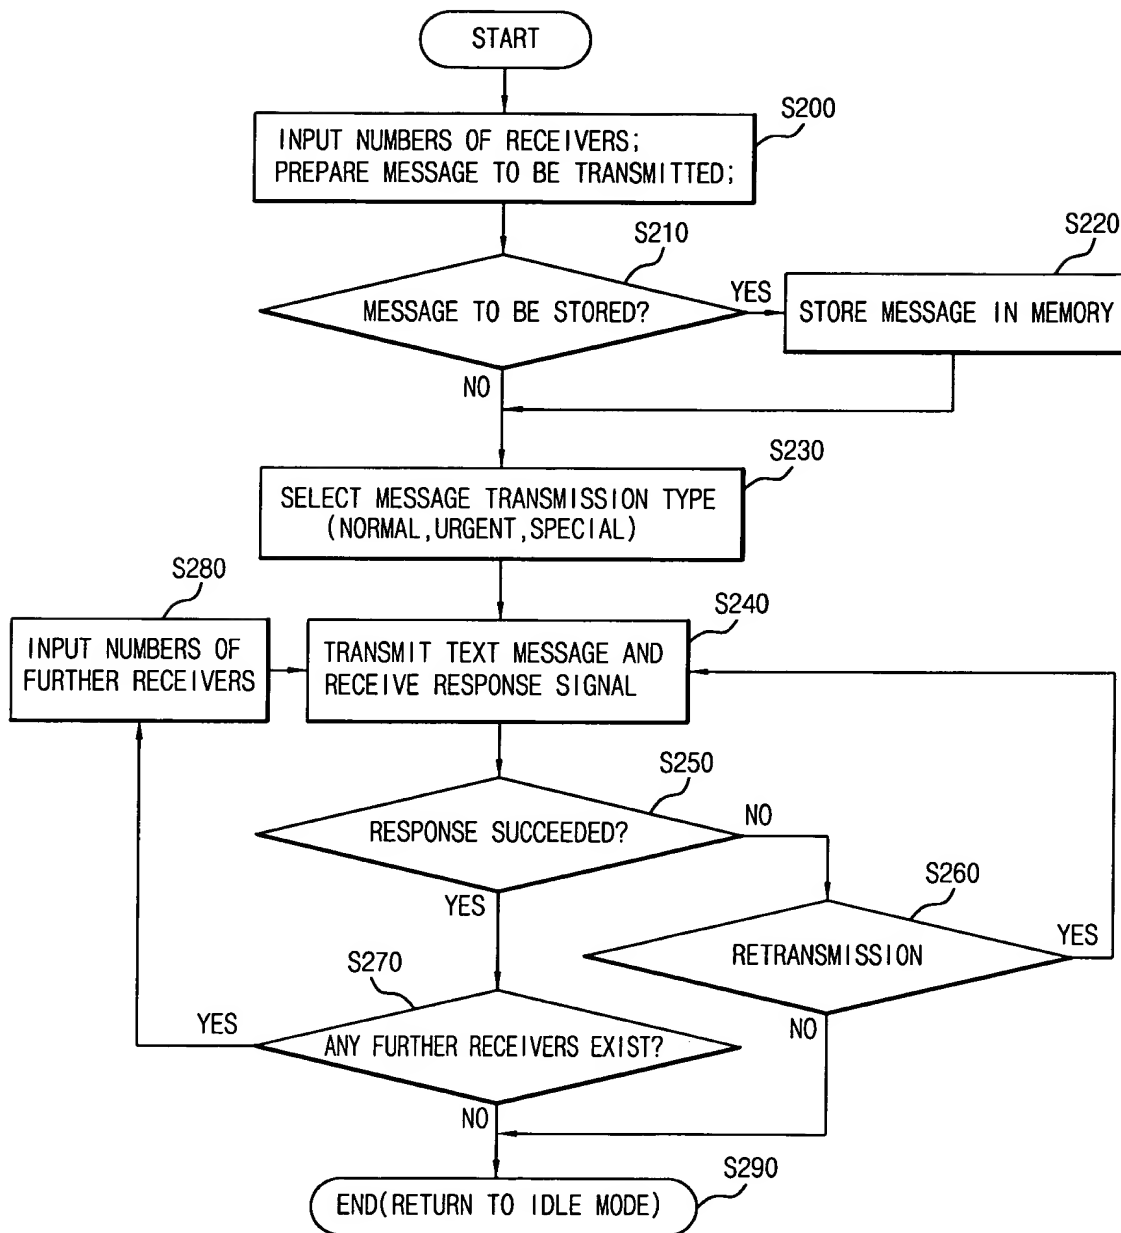 START
S200
INPUT NUMBERS OF RECEIVERS;
PREPARE MESSAGE TO BE TRANSMITTED;
S210
MESSAGE TO BE STORED?
YES
S220
STORE MESSAGE IN MEMORY
NO
S230
SELECT MESSAGE TRANSMISSION TYPE
(NORMAL,URGENT,SPECIAL)
S280
INPUT NUMBERS OF
FURTHER RECEIVERS
S240
TRANSMIT TEXT MESSAGE AND
RECEIVE RESPONSE SIGNAL
S250
RESPONSE SUCCEEDED?
NO
YES
S260
RETRANSMISSION
YES
NO
S270
ANY FURTHER RECEIVERS EXIST?
YES
NO
S290
END(RETURN TO IDLE MODE)